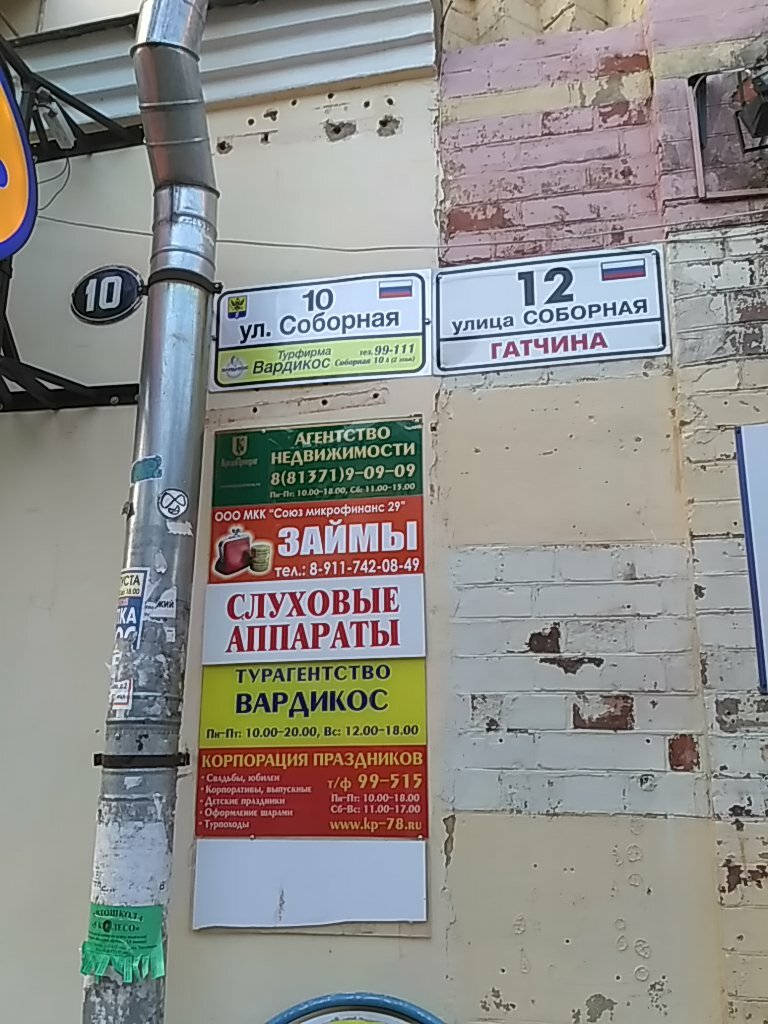 10
10
ул. Соборная
Турфирма
Вардикос
тел. 99-111
Соборная 10 А (2 этаж)
12
улица СОБОРНАЯ
ГАТЧИНА
АГЕНТСТВО
НЕДВИЖИМОСТИ
8(81371)9-09-09
Пн-Пт: 10.00-18.00, Сб: 11.00-15.00
ООО МКК "Союз микрофинанс 29"
ЗАЙМЫ
тел.: 8-911-742-08-49
СЛУХОВЫЕ
АППАРАТЫ
ТУРАГЕНТСТВО
ВАРДИКОС
Пн-Пт: 10.00-20.00, Вс: 12.00-18.00
КОРПОРАЦИЯ ПРАЗДНИКОВ
• Свадьбы, юбилеи
• Корпоративы, выпускные
• Детские праздники
• Оформление шарами
• Турпоходы
т/ф 99-515
Пн-Пт: 10.00-18.00
Сб-Вс: 11.00-17.00
www.kp-78.ru